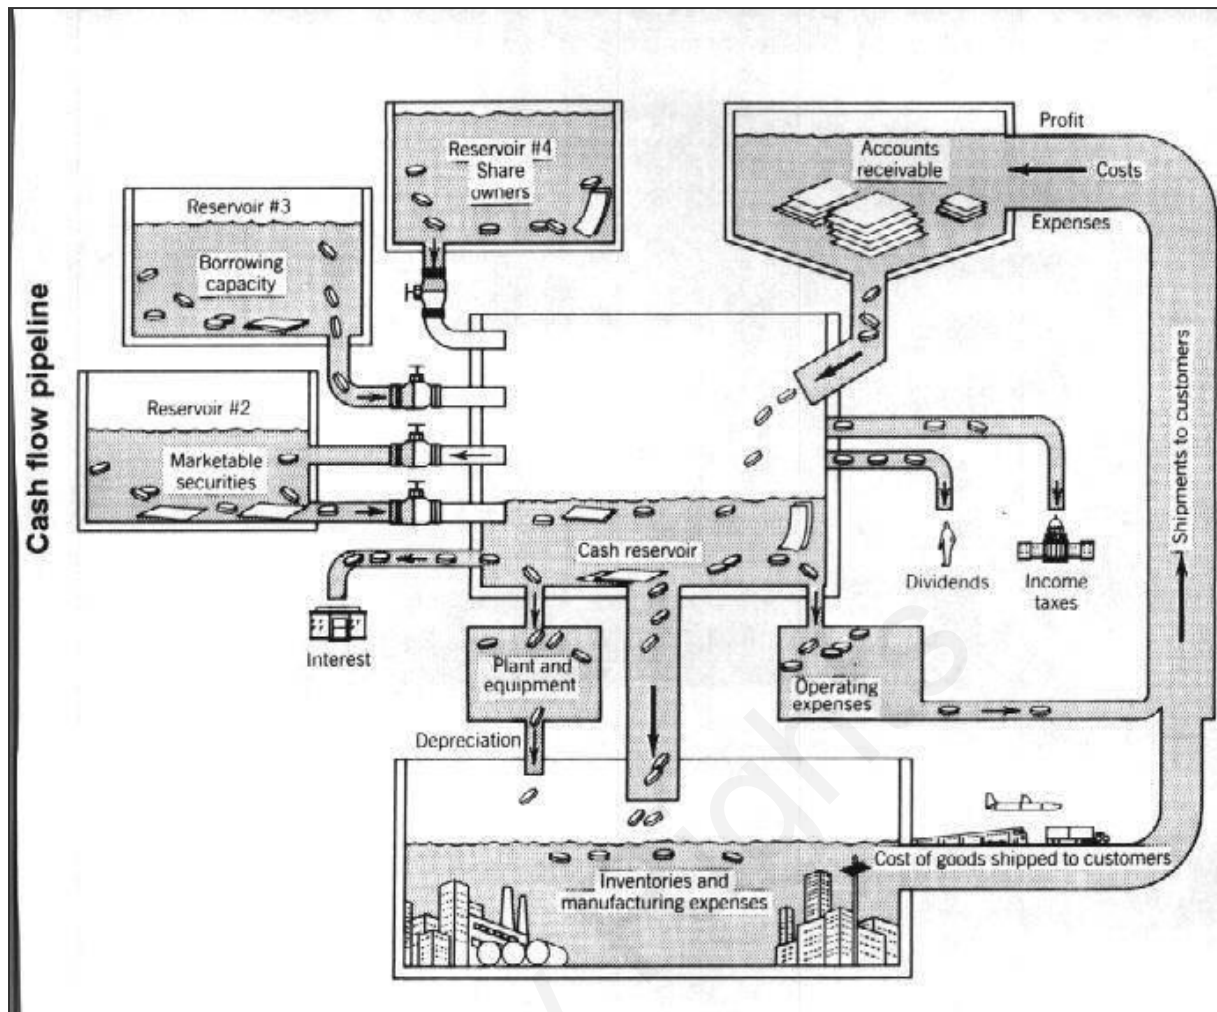 Cash flow pipeline
Reservoir #4
Share
owners
Reservoir #3
Borrowing
capacity
Reservoir #2
Marketable
securities
Accounts
receivable
Profit
Costs
Expenses
Shipments to customers
Cash reservoir
Dividends
Income
taxes
Interest
Plant and
equipment
Operating
expenses
Depreciation
Cost of goods shipped to customers
Inventories and
manufacturing expenses